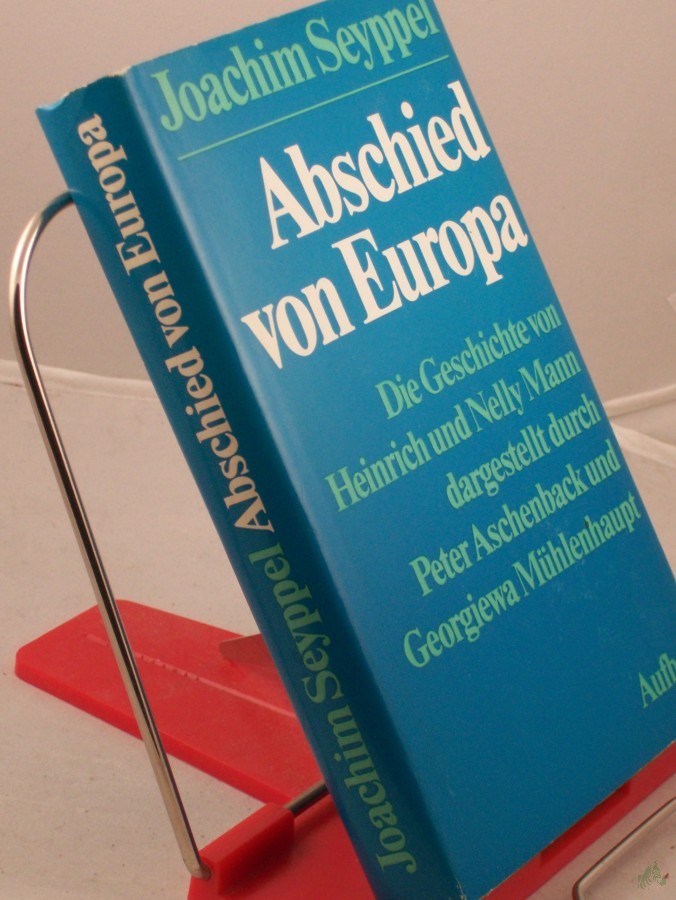 Joachim Seyppel
Abschied
von Europa
Die Geschichte von
Heinrich und Nelly Mann
dargestellt durch
Peter Aschenback und
Georgiewa Mühlenhaupt
Aufb
Joachim Seyppel Abschied von Europa